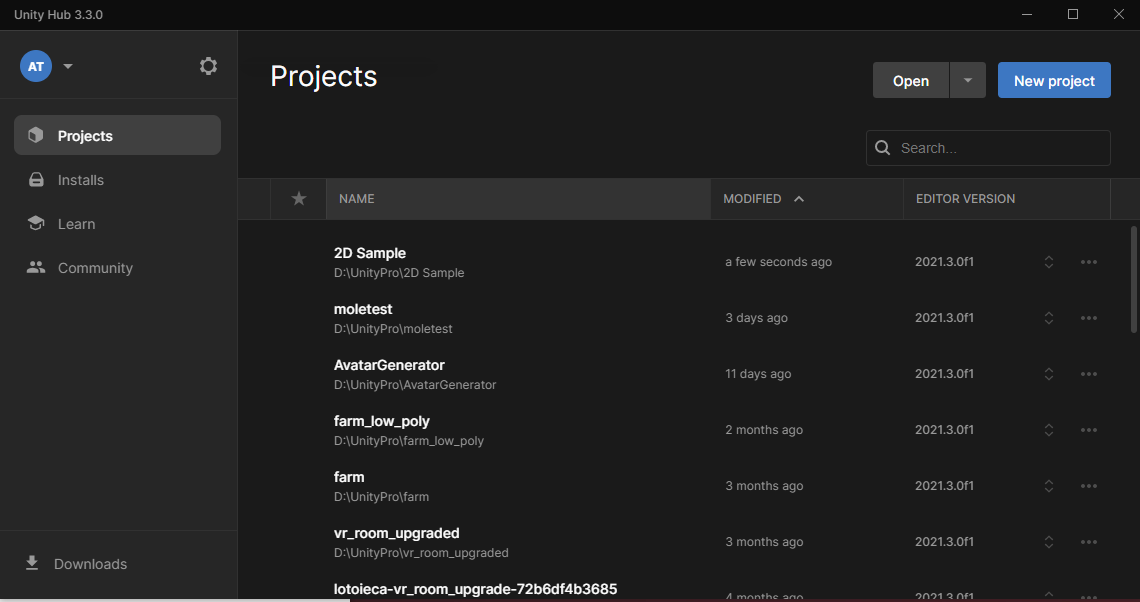 Unity Hub 3.3.0
AT
Projects
Open
New project
Search...
Projects
Installs
Learn
Community
Downloads
NAME MODIFIED EDITOR VERSION
2D Sample
D:\UnityPro\2D Sample
a few seconds ago 2021.3.0f1
moletest
D:\UnityPro\moletest
3 days ago 2021.3.0f1
AvatarGenerator
D:\UnityPro\AvatarGenerator
11 days ago 2021.3.0f1
farm_low_poly
D:\UnityPro\farm_low_poly
2 months ago 2021.3.0f1
farm
D:\UnityPro\farm
3 months ago 2021.3.0f1
vr_room_upgraded
D:\UnityPro\vr_room_upgraded
3 months ago 2021.3.0f1
lotoieca-vr_room_upgrade-72b6df4b3685
4 months ago 2021.3.0f1